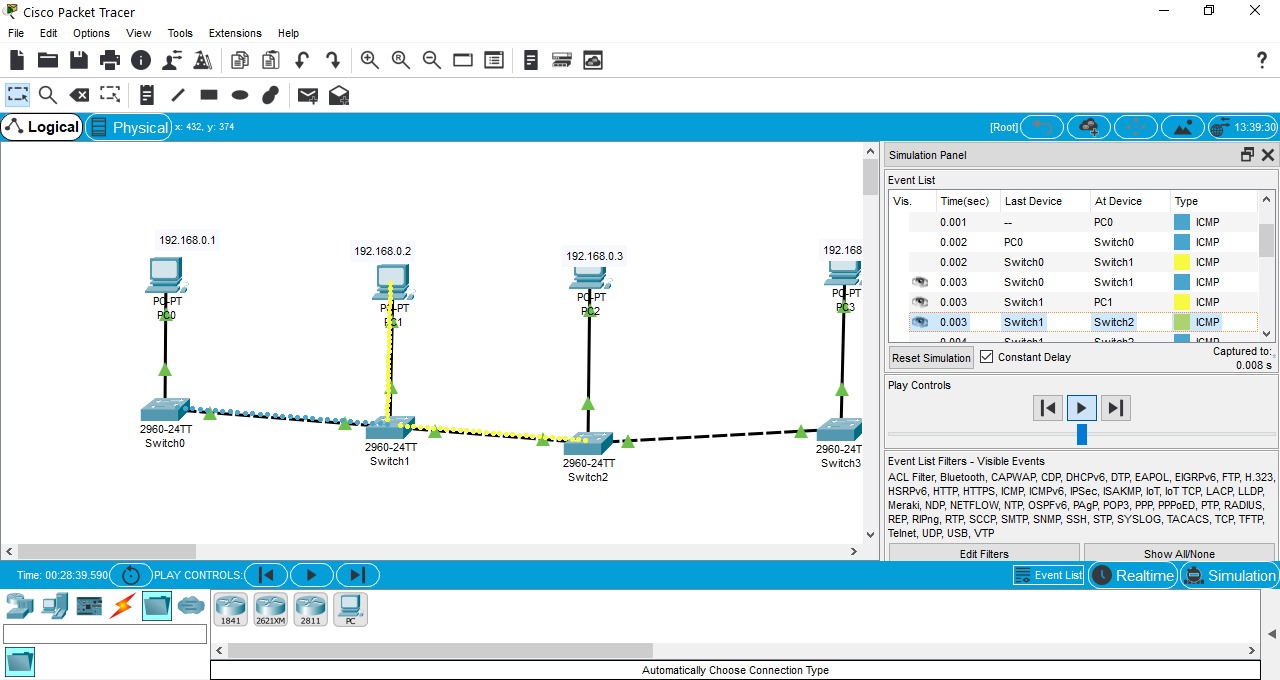 Cisco Packet Tracer
File Edit Options View Tools Extensions Help
Logical
Physical
x: 432, y: 374
[Root]
13:39:30
192.168.0.1
PC-PT
PC0
192.168.0.2
PC-PT
PC1
192.168.0.3
PC-PT
PC2
192.168
PC-PT
PC3
2960-24TT
Switch0
2960-24TT
Switch1
2960-24TT
Switch2
2960-24T
Switch3
Simulation Panel
Event List
Vis. Time(sec) Last Device At Device Type
0.001 -- PC0 ICMP
0.002 PC0 Switch0 ICMP
0.002 Switch0 Switch1 ICMP
0.003 Switch0 Switch1 ICMP
0.003 Switch1 PC1 ICMP
0.003 Switch1 Switch2 ICMP
0.004 Switch1 Switch2 ICMP
Reset Simulation
Constant Delay
Captured to:
0.008 s
Play Controls
Event List Filters - Visible Events
ACL Filter, Bluetooth, CAPWAP, CDP, DHCPv6, DTP, EAPOL, EIGRPv6, FTP, H.323,
HSRPv6, HTTP, HTTPS, ICMP, ICMPv6, IPSec, ISAKMP, IoT, IoT TCP, LACP, LLDP,
Meraki, NDP, NETFLOW, NTP, OSPFv6, PAgP, POP3, PPP, PPPoED, PTP, RADIUS,
REP, RIPng, RTP, SCCP, SMTP, SNMP, SSH, STP, SYSLOG, TACACS, TCP, TFTP,
Telnet, UDP, USB, VTP
Edit Filters
Show All/None
Time: 00:28:39.590
PLAY CONTROLS:
Event List
Realtime
Simulation
1841
2621XM
2811
PC
Automatically Choose Connection Type